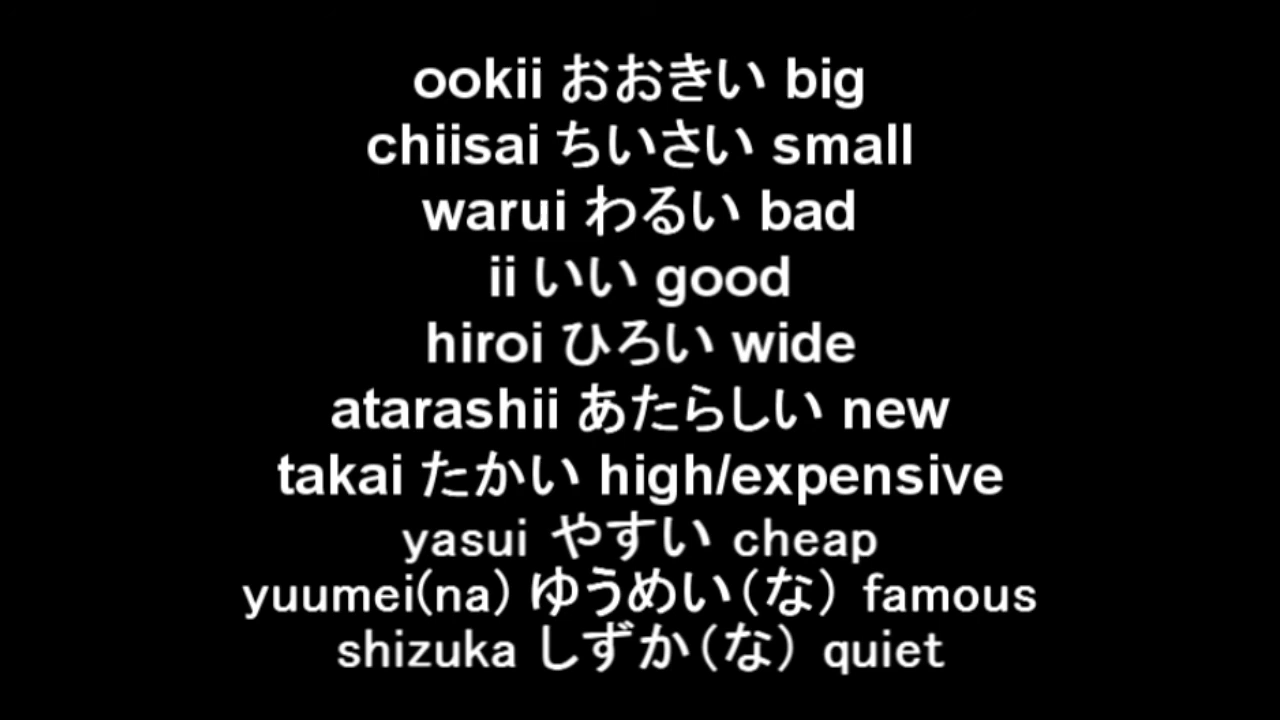 ookii おおきい big
chiisai ちいさい small
warui わるい bad
ii いい good
hiroi ひろい wide
atarashii あたらしい new
takai たかい high/expensive
yasui やすい cheap
yuumei(na) ゆうめい(な) famous
shizuka しずか(な) quiet